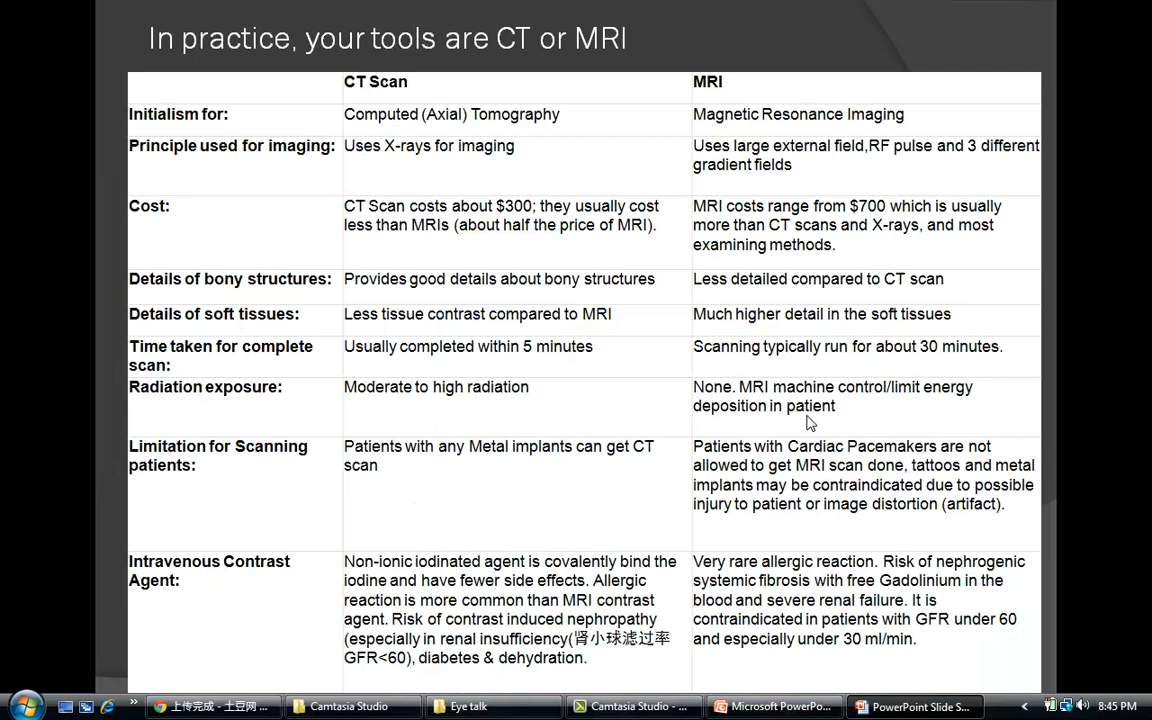 In practice, your tools are CT or MRI
CT Scan
MRI
Initialism for:
Computed (Axial) Tomography
Magnetic Resonance Imaging
Principle used for imaging:
Uses X-rays for imaging
Uses large external field,RF pulse and 3 different
gradient fields
Cost:
CT Scan costs about $300; they usually cost
less than MRIs (about half the price of MRI).
MRI costs range from $700 which is usually
more than CT scans and X-rays, and most
examining methods.
Details of bony structures:
Provides good details about bony structures
Less detailed compared to CT scan
Details of soft tissues:
Less tissue contrast compared to MRI
Much higher detail in the soft tissues
Time taken for complete
scan:
Usually completed within 5 minutes
Scanning typically run for about 30 minutes.
Radiation exposure:
Moderate to high radiation
None. MRI machine control/limit energy
deposition in patient
Limitation for Scanning
patients:
Patients with any Metal implants can get CT
scan
Patients with Cardiac Pacemakers are not
allowed to get MRI scan done, tattoos and metal
implants may be contraindicated due to possible
injury to patient or image distortion (artifact).
Intravenous Contrast
Agent:
Non-ionic iodinated agent is covalently bind the
iodine and have fewer side effects. Allergic
reaction is more common than MRI contrast
agent. Risk of contrast induced nephropathy
(especially in renal insufficiency(肾小球滤过率
GFR<60), diabetes & dehydration.
Very rare allergic reaction. Risk of nephrogenic
systemic fibrosis with free Gadolinium in the
blood and severe renal failure. It is
contraindicated in patients with GFR under 60
and especially under 30 ml/min.
上传完成 - 土豆网 ...
Camtasia Studio
Eye talk
Camtasia Studio - ...
Microsoft PowerPo...
PowerPoint Slide S...
8:45 PM